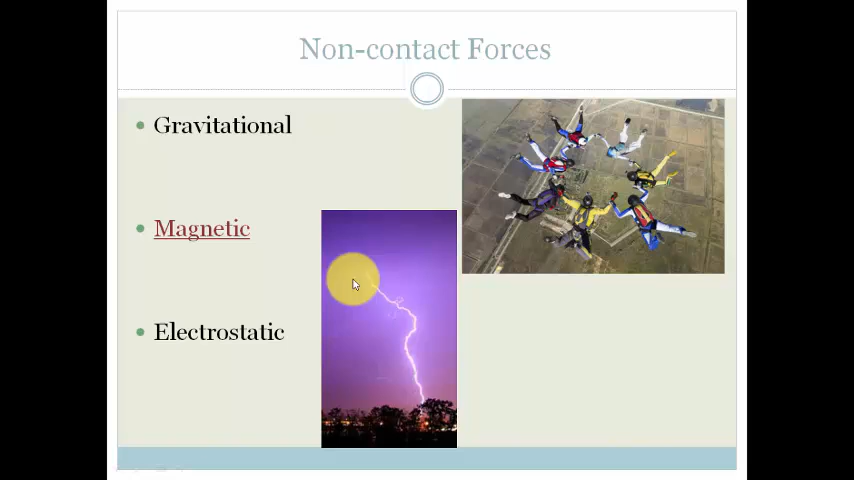 Non-contact Forces
Gravitational
Magnetic
Electrostatic